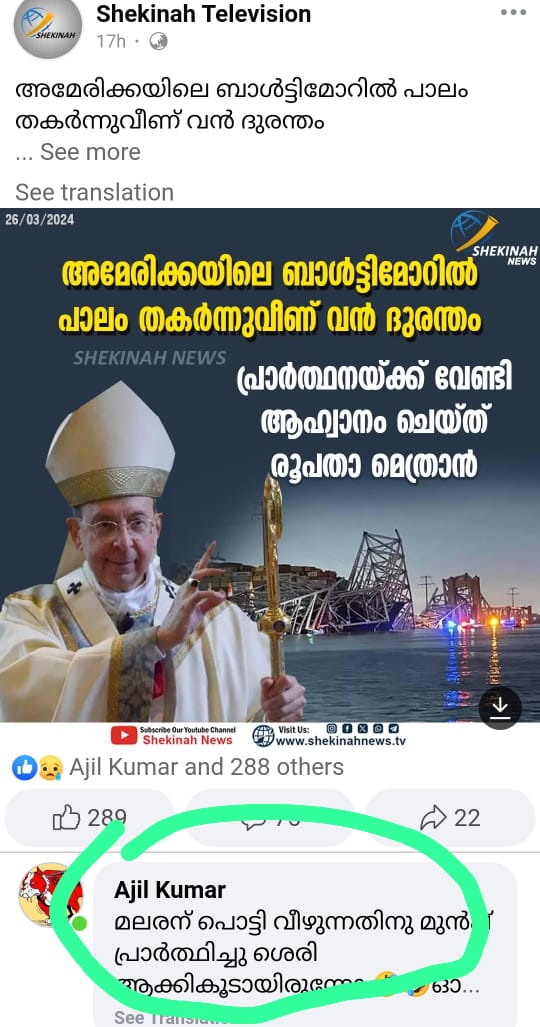 Shekinah Television
17h
അമേരിക്കയിലെ ബാൾട്ടിമോറിൽ പാലം
തകർന്നുവീണ് വൻ ദുരന്തം
... See more
See translation
26/03/2024
SHEKINAH
SHEKINAH
NEWS
അമേരിക്കയിലെ ബാൾട്ടിമോറിൽ
പാലം തകർന്നുവീണ് വൻ ദുരന്തം
SHEKINAH NEWS
പ്രാർത്ഥനയ്ക്ക് വേണ്ടി
ആഹ്വാനം ചെയ്ത്
രൂപതാ മെത്രാൻ
Subscribe Our Youtube Channel
Shekinah News
Visit Us:
www.shekinahnews.tv
Ajil Kumar and 288 others
289
22
Ajil Kumar
മലരന് പൊട്ടി വീഴുന്നതിനു
പ്രാർത്ഥിച്ചു ശെരി
ഓ...
See